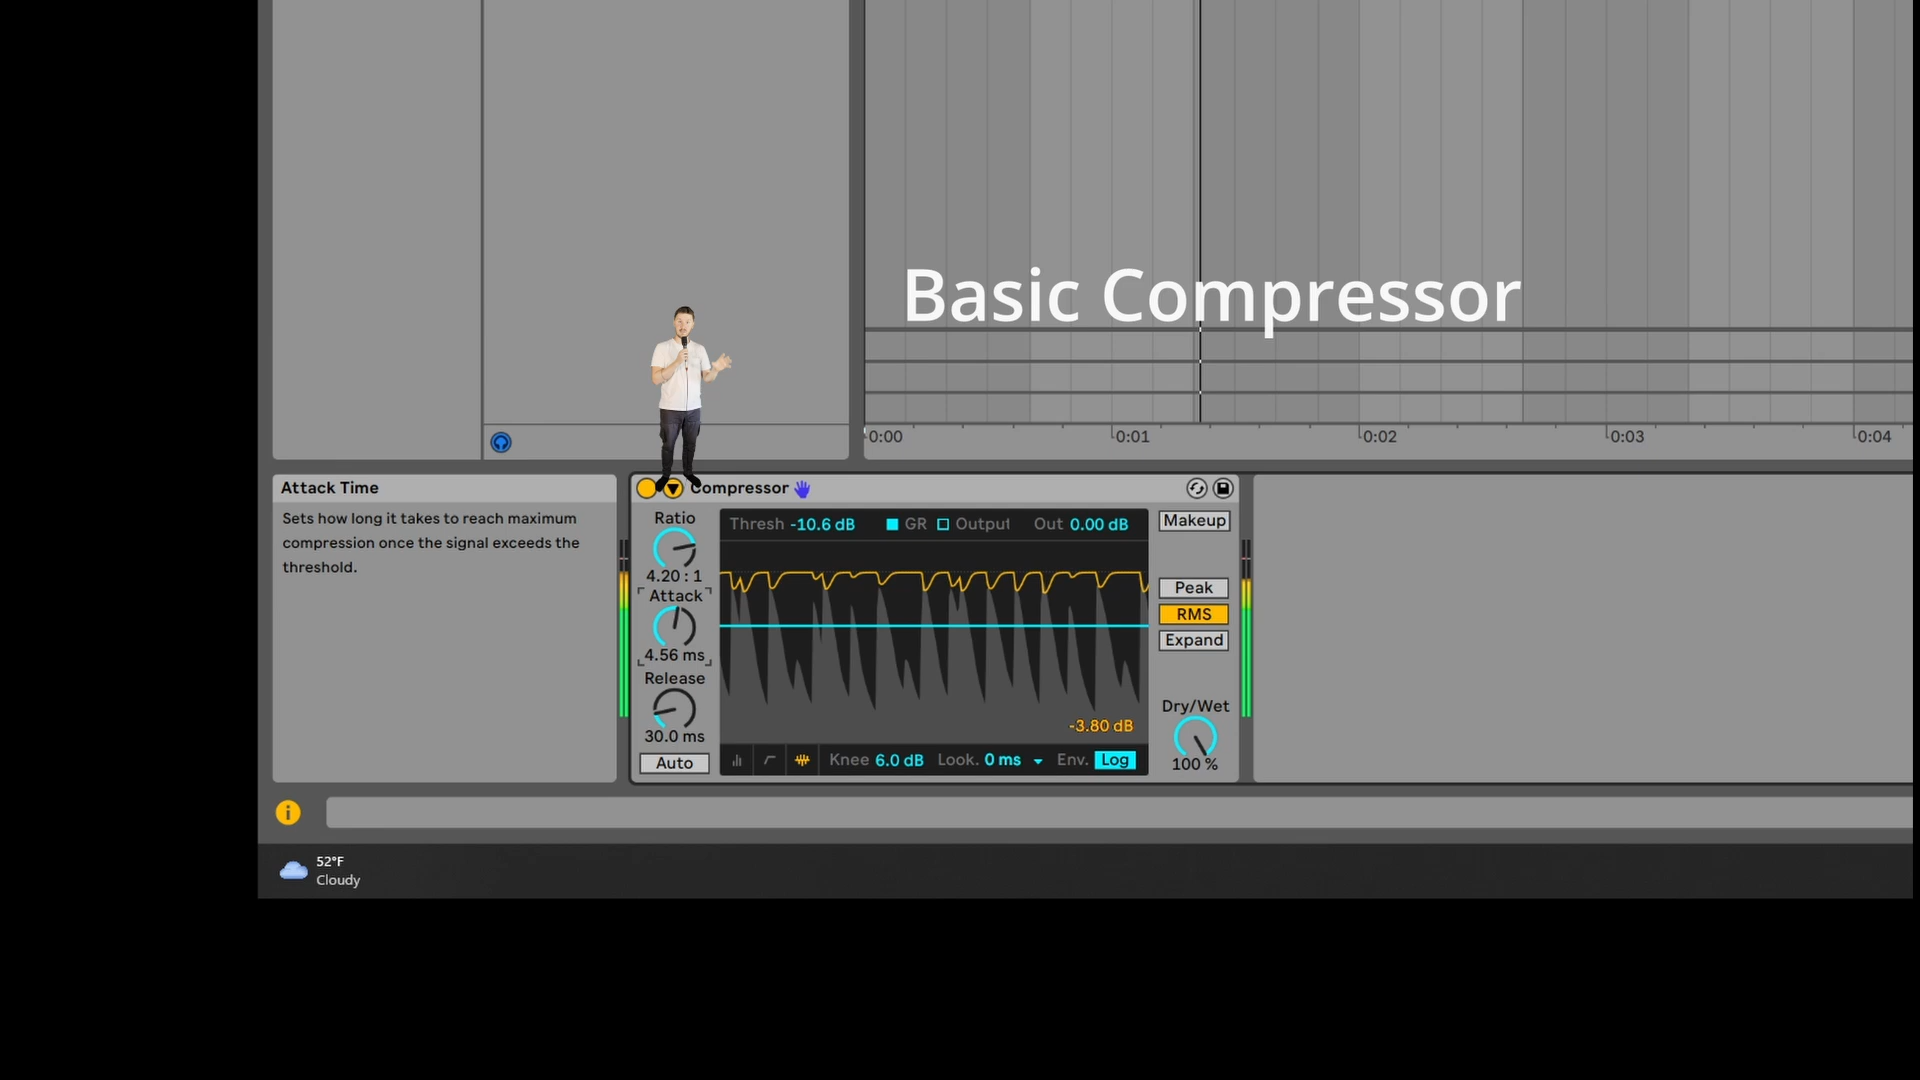 Basic Compressor
0:00 0:01 0:02 0:03 0:04
Attack Time
Sets how long it takes to reach maximum
compression once the signal exceeds the
threshold.
Compressor
Ratio
4.20 : 1
Attack
4.56 ms
Release
30.0 ms
Auto
Thresh -10.6 dB GR Output Out 0.00 dB
-3.80 dB
Knee 6.0 dB Look. 0 ms Env. Log
Makeup
Peak
RMS
Expand
Dry/Wet
100 %
i
52°F
Cloudy